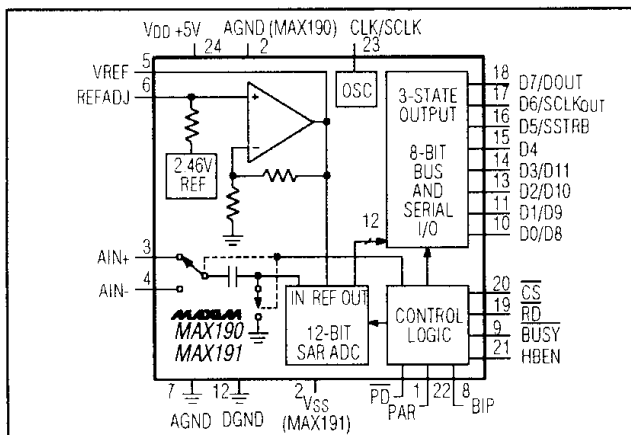 VDD +5V AGND (MAX190) CLK/SCLK
24 2 23
VREF 5
REFADJ 6
+
−
2.46V
REF
OSC
3-STATE
OUTPUT
8-BIT
BUS
AND
SERIAL
I/O
18 D7/DOUT
17 D6/SCLKOUT
16 D5/SSTRB
15 D4
14 D3/D11
13 D2/D10
11 D1/D9
10 D0/D8
12
AIN+ 3
AIN- 4
MAXIM
MAX190
MAX191
IN REF OUT
12-BIT
SAR ADC
CONTROL
LOGIC
20 C̅S̅
19 R̅D̅
9 B̅U̅S̅Y̅
21 HBEN
7 12 2 1 22 8
AGND DGND VSS P̅D̅ PAR BIP
(MAX191)